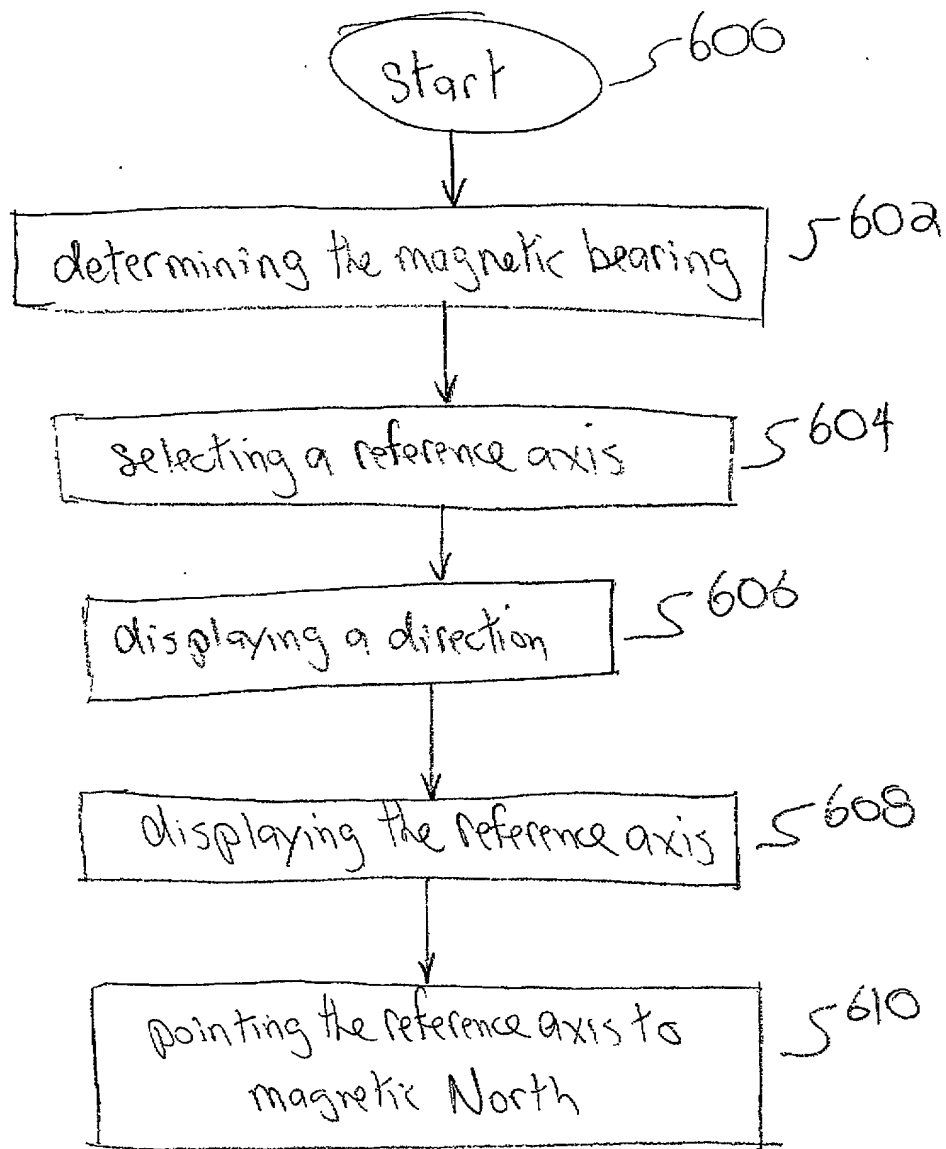 Start
600
determining the magnetic bearing
602
selecting a reference axis
604
displaying a direction
606
displaying the reference axis
608
pointing the reference axis to
magnetic North
610